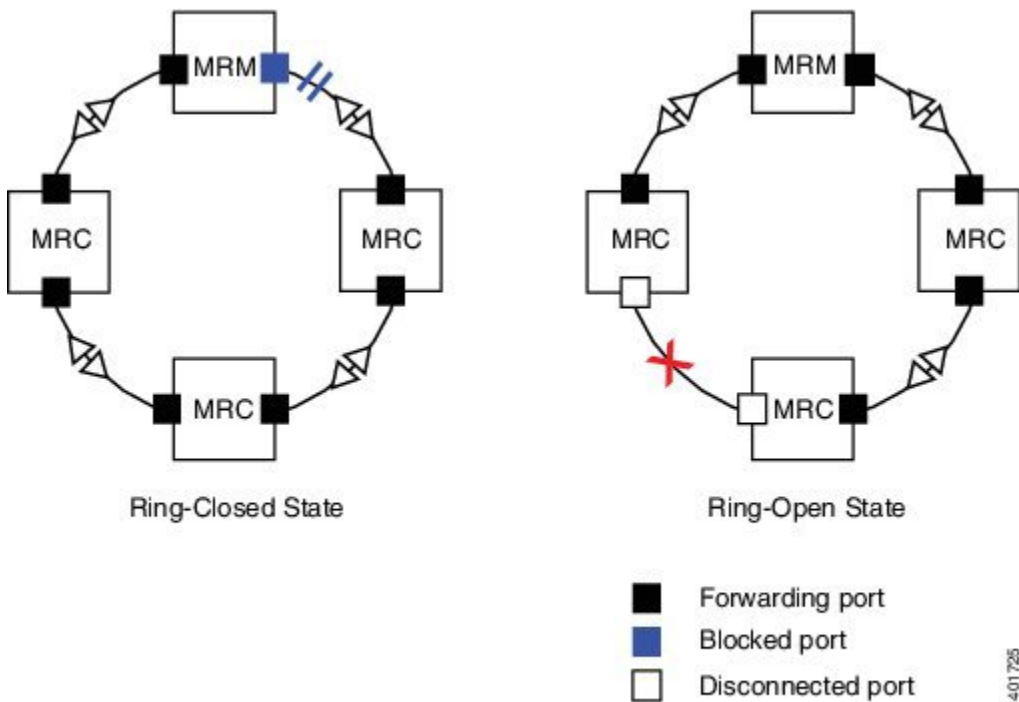 MRM
MRC
MRC
MRC
Ring-Closed State
MRM
MRC
MRC
MRC
Ring-Open State
Forwarding port
Blocked port
Disconnected port
401725